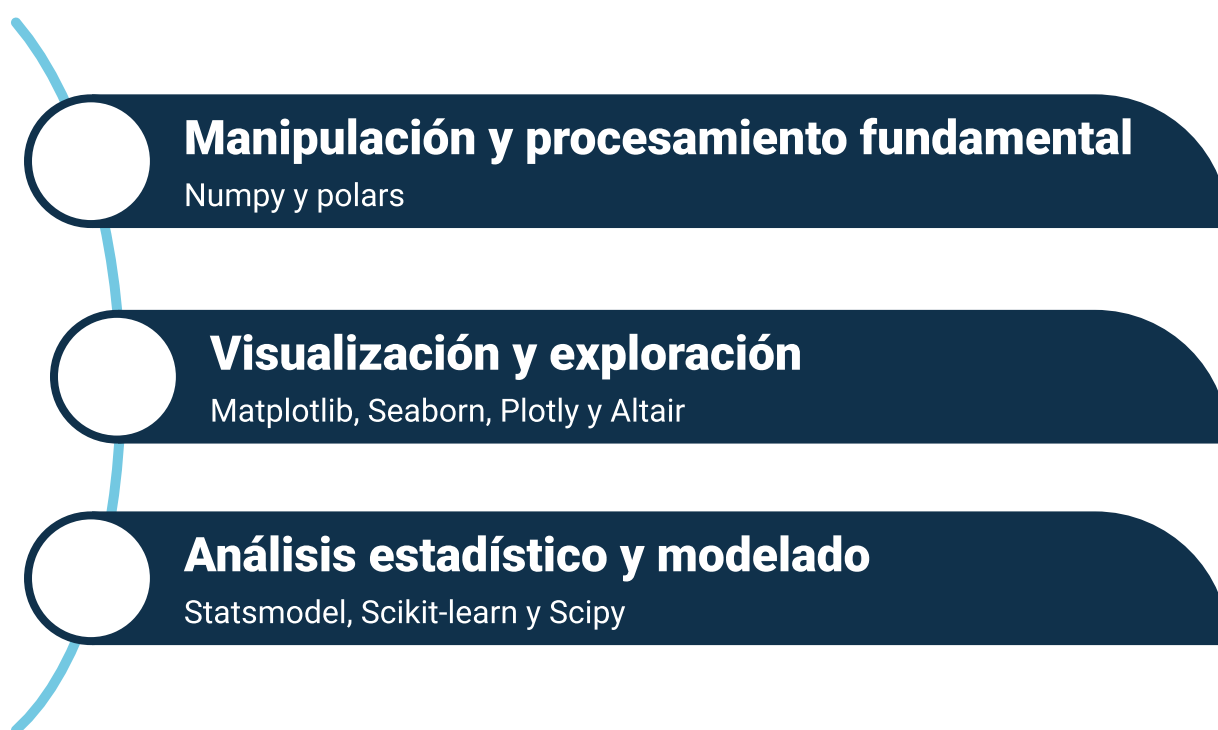 Manipulación y procesamiento fundamental
Numpy y polars
Visualización y exploración
Matplotlib, Seaborn, Plotly y Altair
Análisis estadístico y modelado
Statsmodel, Scikit-learn y Scipy